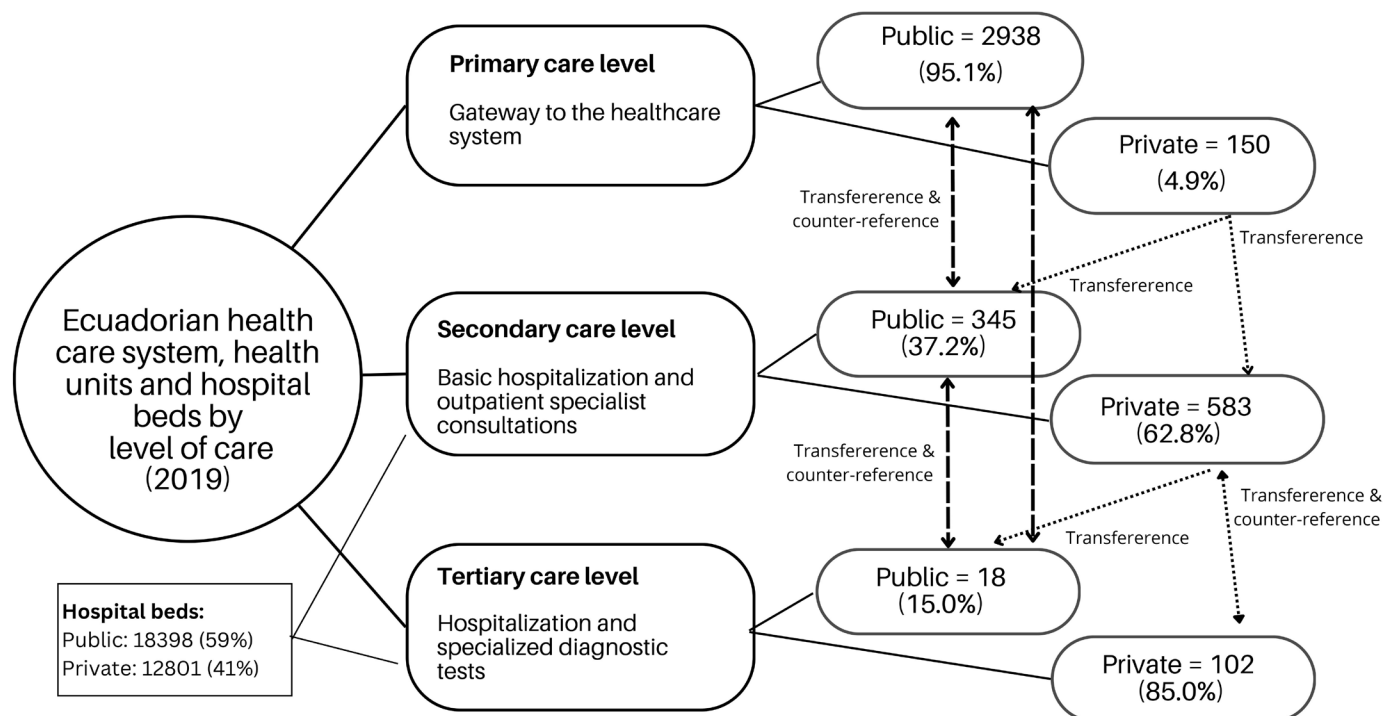 Ecuadorian health
care system, health
units and hospital
beds by
level of care
(2019)
Hospital beds:
Public: 18398 (59%)
Private: 12801 (41%)
Primary care level
Gateway to the healthcare
system
Public = 2938
(95.1%)
Private = 150
(4.9%)
Transfererence &
counter-reference
Transfererence
Transfererence
Secondary care level
Basic hospitalization and
outpatient specialist
consultations
Public = 345
(37.2%)
Private = 583
(62.8%)
Transfererence &
counter-reference
Transfererence
Transfererence &
counter-reference
Tertiary care level
Hospitalization and
specialized diagnostic
tests
Public = 18
(15.0%)
Private = 102
(85.0%)